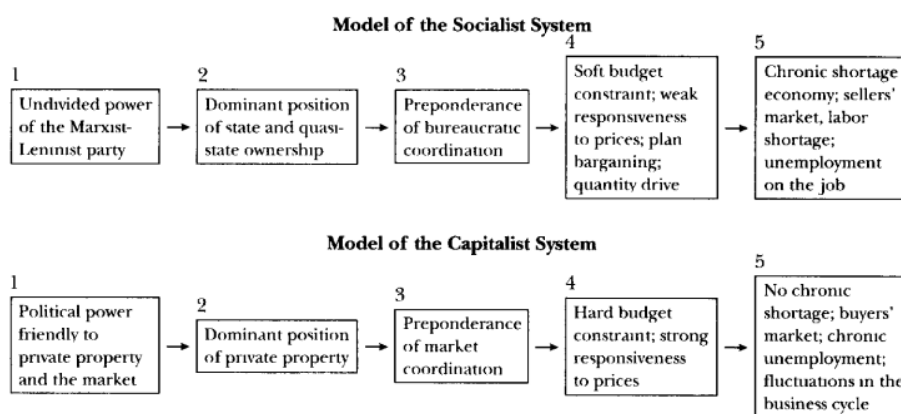 Model of the Socialist System
1
Undivided power
of the Marxist-
Leninist party
2
Dominant position
of state and quasi-
state ownership
3
Preponderance
of bureaucratic
coordination
4
Soft budget
constraint; weak
responsiveness
to prices; plan
bargaining;
quantity drive
5
Chronic shortage
economy; sellers'
market, labor
shortage;
unemployment
on the job
Model of the Capitalist System
1
Political power
friendly to
private property
and the market
2
Dominant position
of private property
3
Preponderance
of market
coordination
4
Hard budget
constraint; strong
responsiveness
to prices
5
No chronic
shortage; buyers'
market; chronic
unemployment;
fluctuations in the
business cycle